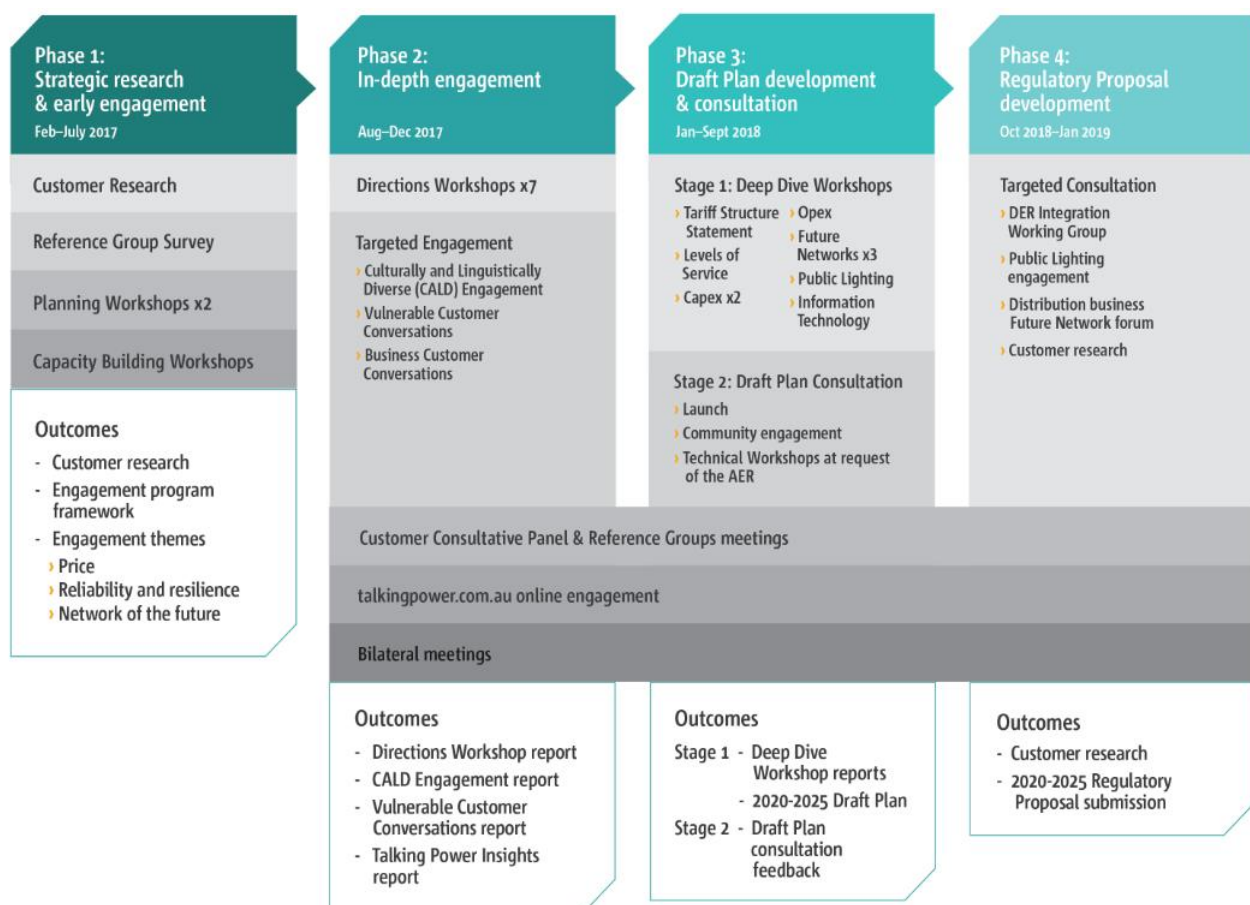 Phase 1:
Strategic research
& early engagement
Feb–July 2017
Customer Research
Reference Group Survey
Planning Workshops x2
Capacity Building Workshops
Outcomes
- Customer research
- Engagement program
framework
- Engagement themes
› Price
› Reliability and resilience
› Network of the future
Phase 2:
In-depth engagement
Aug–Dec 2017
Directions Workshops x7
Targeted Engagement
› Culturally and Linguistically
Diverse (CALD) Engagement
› Vulnerable Customer
Conversations
› Business Customer
Conversations
Phase 3:
Draft Plan development
& consultation
Jan–Sept 2018
Stage 1: Deep Dive Workshops
› Tariff Structure
Statement
› Levels of
Service
› Capex x2
› Opex
› Future
Networks x3
› Public Lighting
› Information
Technology
Stage 2: Draft Plan Consultation
› Launch
› Community engagement
› Technical Workshops at request
of the AER
Phase 4:
Regulatory Proposal
development
Oct 2018–Jan 2019
Targeted Consultation
› DER Integration
Working Group
› Public Lighting
engagement
› Distribution business
Future Network forum
› Customer research
Customer Consultative Panel & Reference Groups meetings
talkingpower.com.au online engagement
Bilateral meetings
Outcomes
- Directions Workshop report
- CALD Engagement report
- Vulnerable Customer
Conversations report
- Talking Power Insights
report
Outcomes
Stage 1 - Deep Dive
Workshop reports
- 2020-2025 Draft Plan
Stage 2 - Draft Plan
consultation
feedback
Outcomes
- Customer research
- 2020-2025 Regulatory
Proposal submission